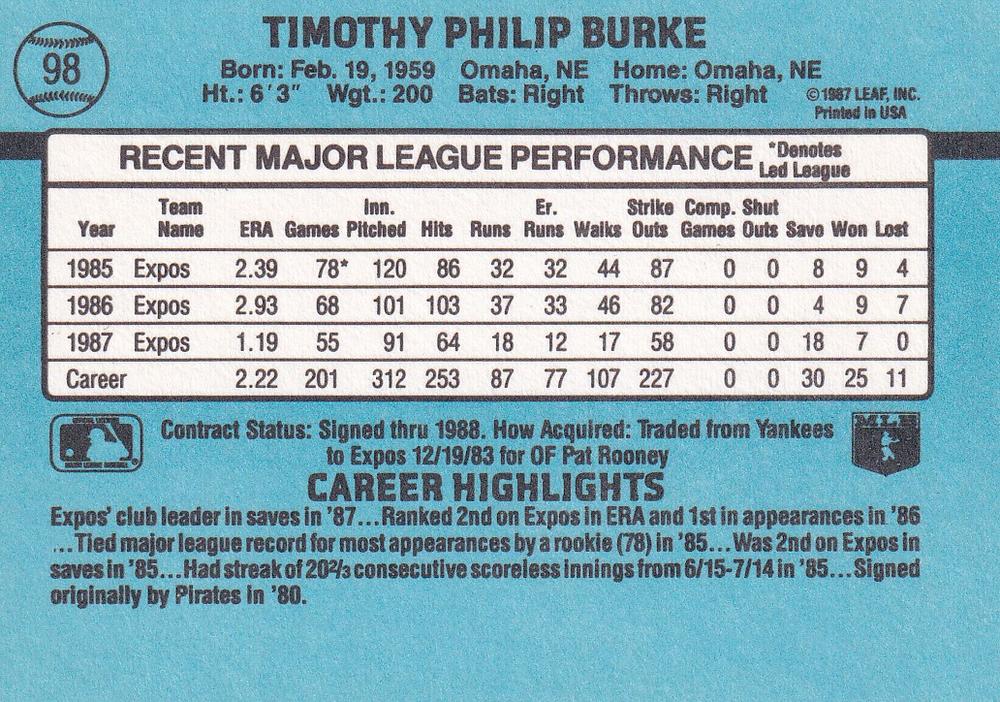 TIMOTHY PHILIP BURKE
98
Born: Feb. 19, 1959 Omaha, NE Home: Omaha, NE
Ht.: 6'3" Wgt.: 200 Bats: Right Throws: Right ©1987 LEAF, INC.
Printed in USA
RECENT MAJOR LEAGUE PERFORMANCE *Denotes
Led League
Year Team Name ERA Games Inn. Pitched Hits Runs Er. Runs Walks Strike Outs Comp. Games Shut Outs Save Won Lost
1985 Expos 2.39 78* 120 86 32 32 44 87 0 0 8 9 4
1986 Expos 2.93 68 101 103 37 33 46 82 0 0 4 9 7
1987 Expos 1.19 55 91 64 18 12 17 58 0 0 18 7 0
Career 2.22 201 312 253 87 77 107 227 0 0 30 25 11
Contract Status: Signed thru 1988. How Acquired: Traded from Yankees
to Expos 12/19/83 for OF Pat Rooney
MLB
CAREER HIGHLIGHTS
Expos' club leader in saves in '87...Ranked 2nd on Expos in ERA and 1st in appearances in '86
...Tied major league record for most appearances by a rookie (78) in '85...Was 2nd on Expos in
saves in '85...Had streak of 20⅔ consecutive scoreless innings from 6/15-7/14 in '85...Signed
originally by Pirates in '80.